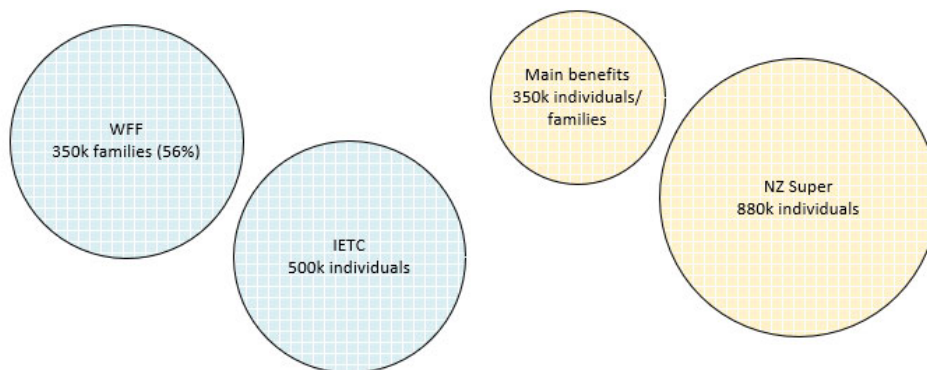 WFF
350k families (56%)
IETC
500k individuals
Main benefits
350k individuals/
families
NZ Super
880k individuals